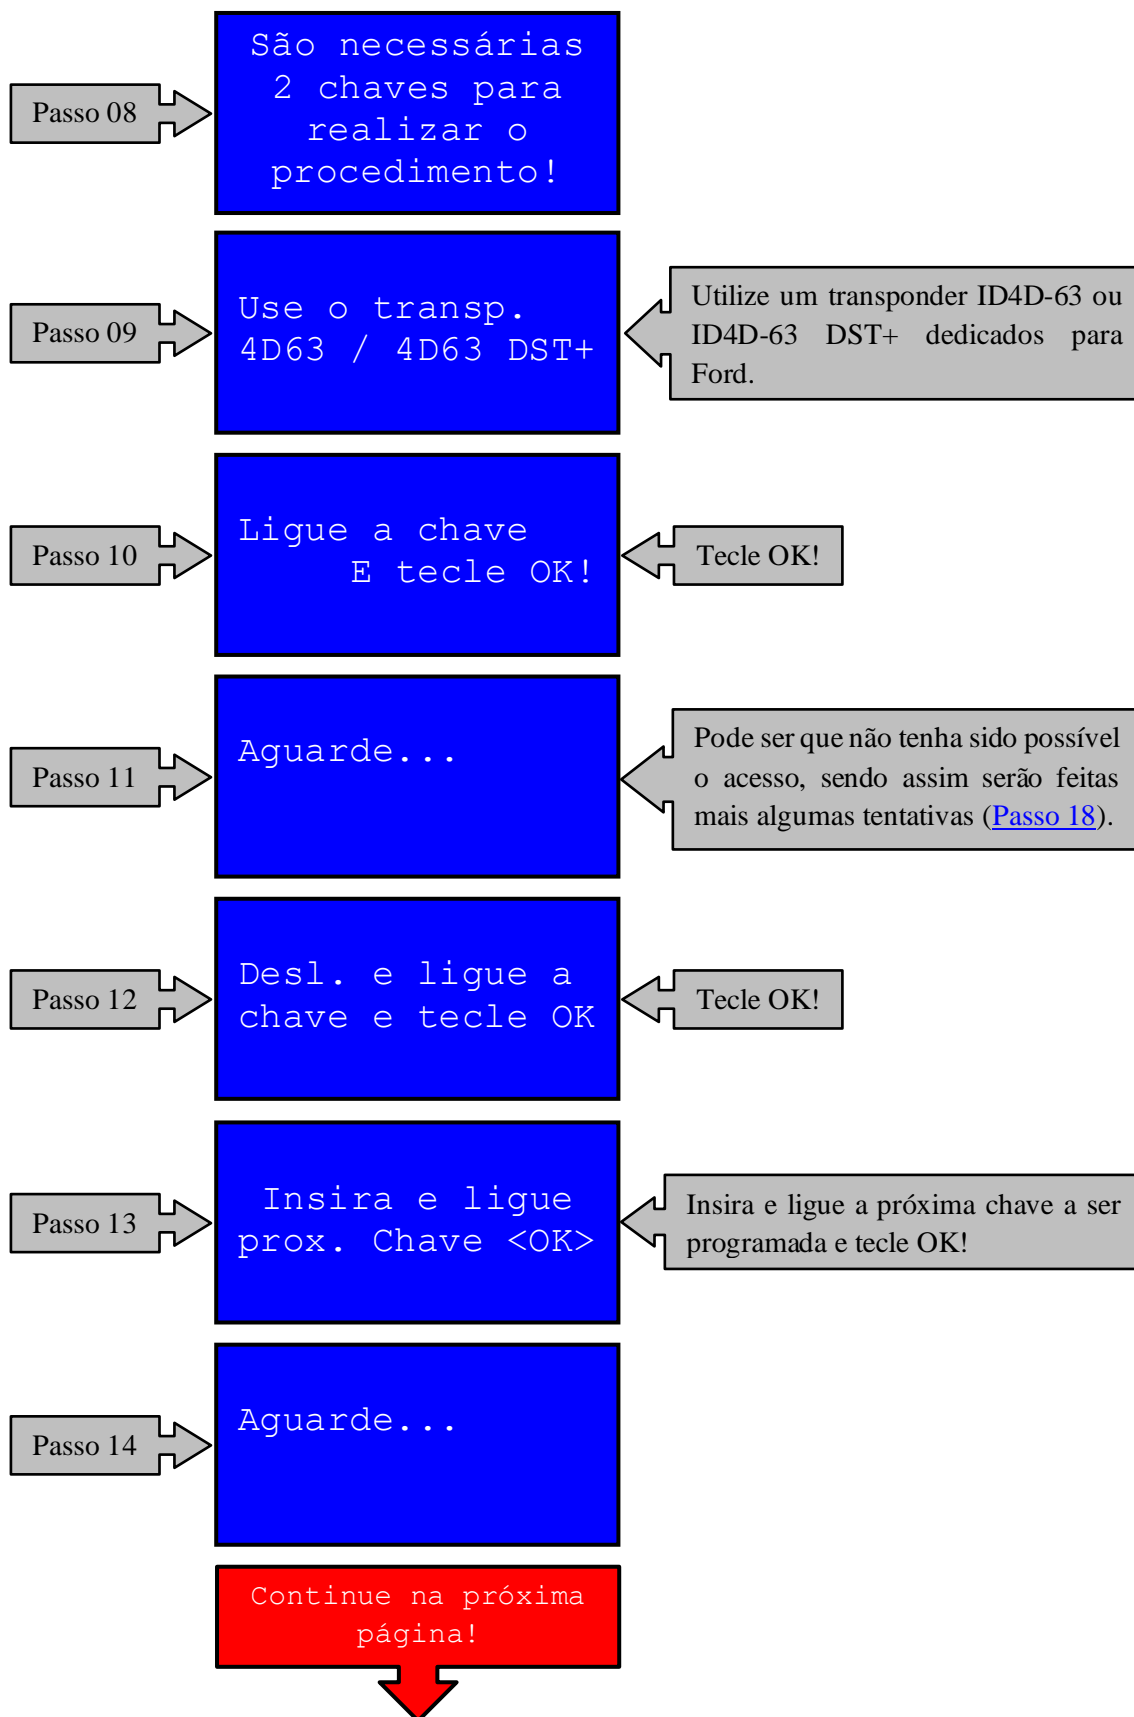 São necessárias
2 chaves para
realizar o
procedimento!
Passo 08
Use o transp.
4D63 / 4D63 DST+
Passo 09
Utilize um transponder ID4D-63 ou
ID4D-63 DST+ dedicados para
Ford.
Ligue a chave
E tecle OK!
Passo 10
Tecle OK!
Aguarde...
Passo 11
Pode ser que não tenha sido possível
o acesso, sendo assim serão feitas
mais algumas tentativas (Passo 18).
Desl. e ligue a
chave e tecle OK
Passo 12
Tecle OK!
Insira e ligue
prox. Chave <OK>
Passo 13
Insira e ligue a próxima chave a ser
programada e tecle OK!
Aguarde...
Passo 14
Continue na próxima
página!